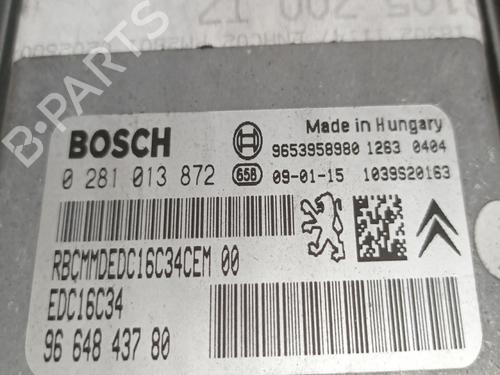 BOSCH
Made in Hungary
9653958980 1263 0404
0 281 013 872
658
09-01-15
1039S20163
RBCMMDEDC16C34CEM 00
EDC16C34
96 648 437 80
B-PARTS